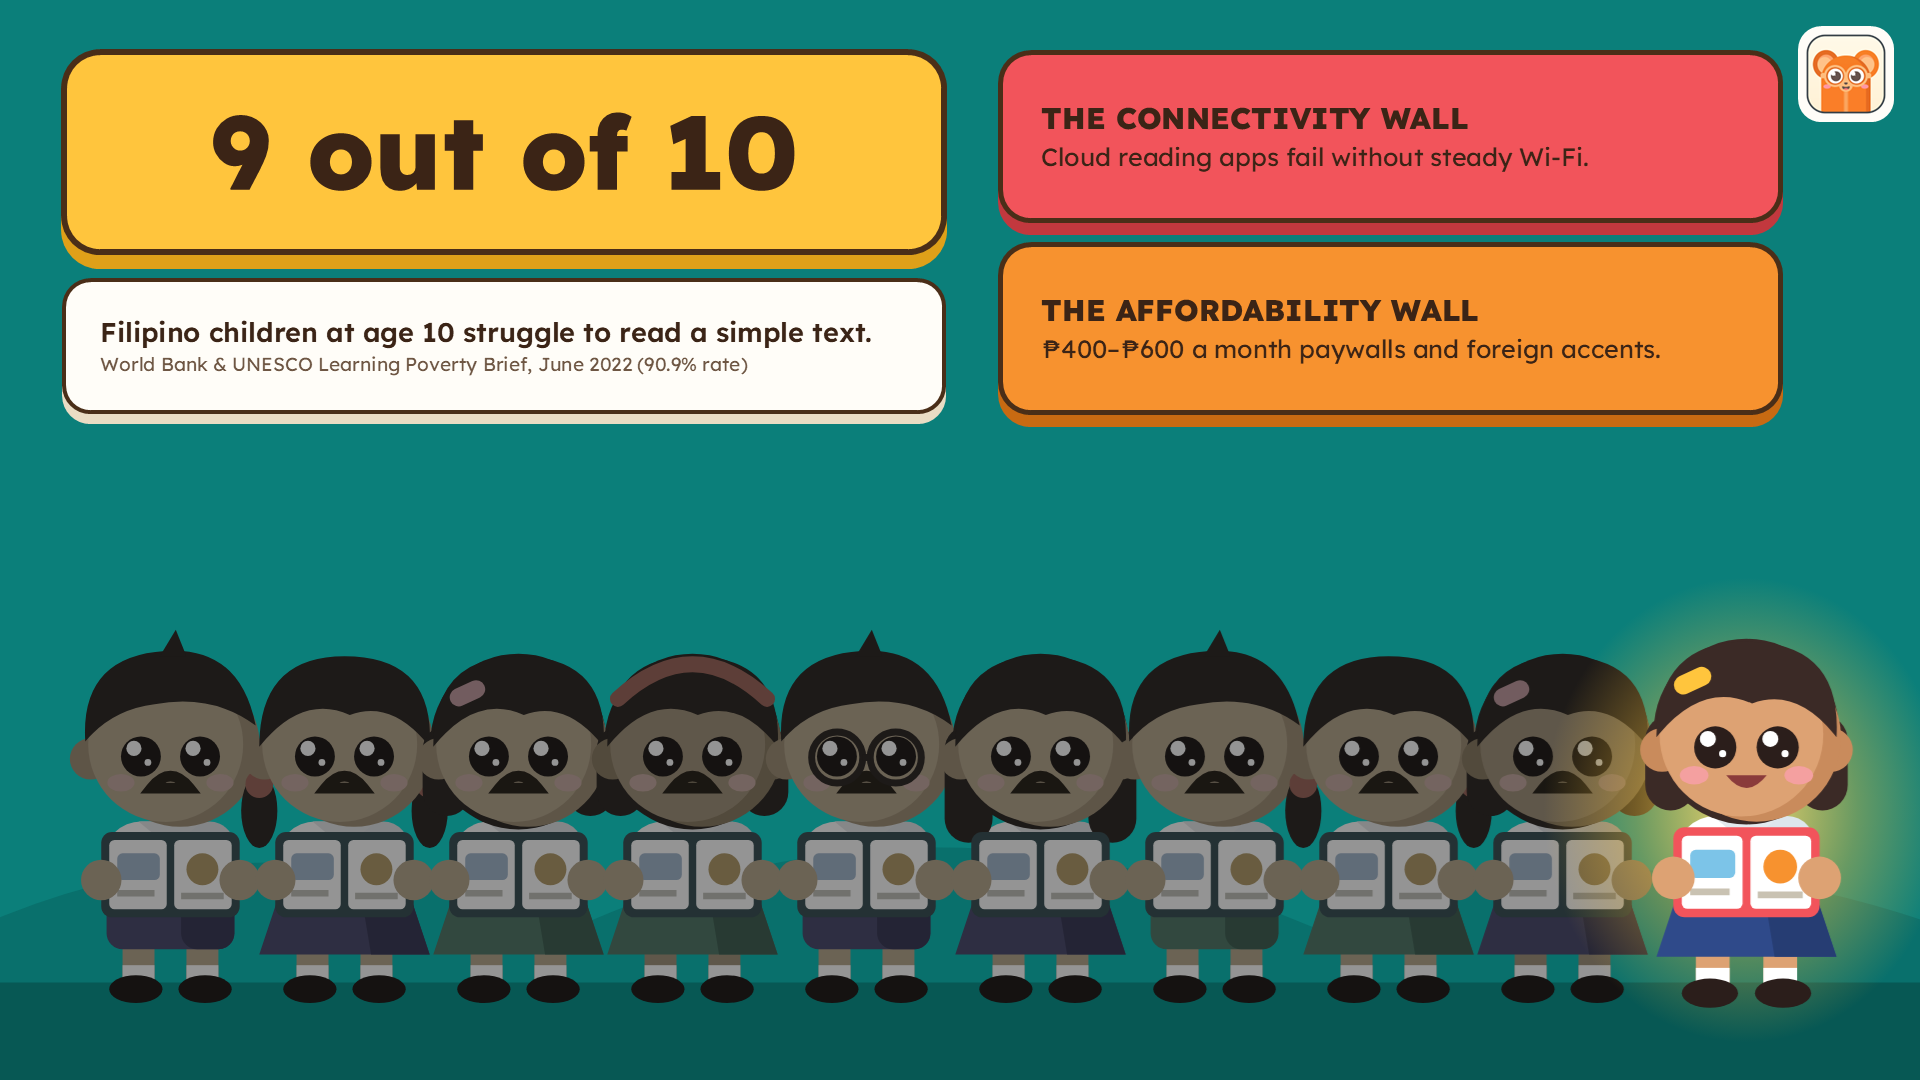 9 out of 10
Filipino children at age 10 struggle to read a simple text.
World Bank & UNESCO Learning Poverty Brief, June 2022 (90.9% rate)
THE CONNECTIVITY WALL
Cloud reading apps fail without steady Wi-Fi.
THE AFFORDABILITY WALL
₱400–₱600 a month paywalls and foreign accents.